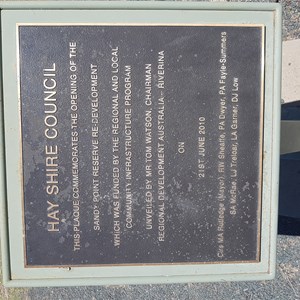 HAY SHIRE COUNCIL
THIS PLAQUE COMMEMORATES THE OPENING OF THE
SANDY POINT RESERVE RE-DEVELOPMENT
WHICH WAS FUNDED BY THE REGIONAL AND LOCAL
COMMUNITY INFRASTRUCTURE PROGRAM
UNVEILED BY MR TOM WATSON, CHAIRMAN
REGIONAL DEVELOPMENT AUSTRALIA - RIVERINA
ON
21ST JUNE 2010
Crs MA Rutledge (Mayor), RW Sheaffe, PA Dwyer, PA Fayle-Summers
BA McRae, LJ Treloar, LA Garner, DJ Low